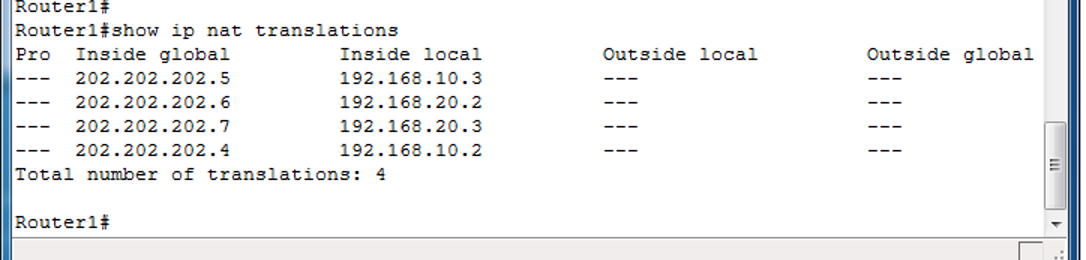 Router1#
Router1#show ip nat translations
Pro  Inside global         Inside local          Outside local         Outside global
---  202.202.202.5         192.168.10.3          ---                   ---
---  202.202.202.6         192.168.20.2          ---                   ---
---  202.202.202.7         192.168.20.3          ---                   ---
---  202.202.202.4         192.168.10.2          ---                   ---
Total number of translations: 4
Router1#